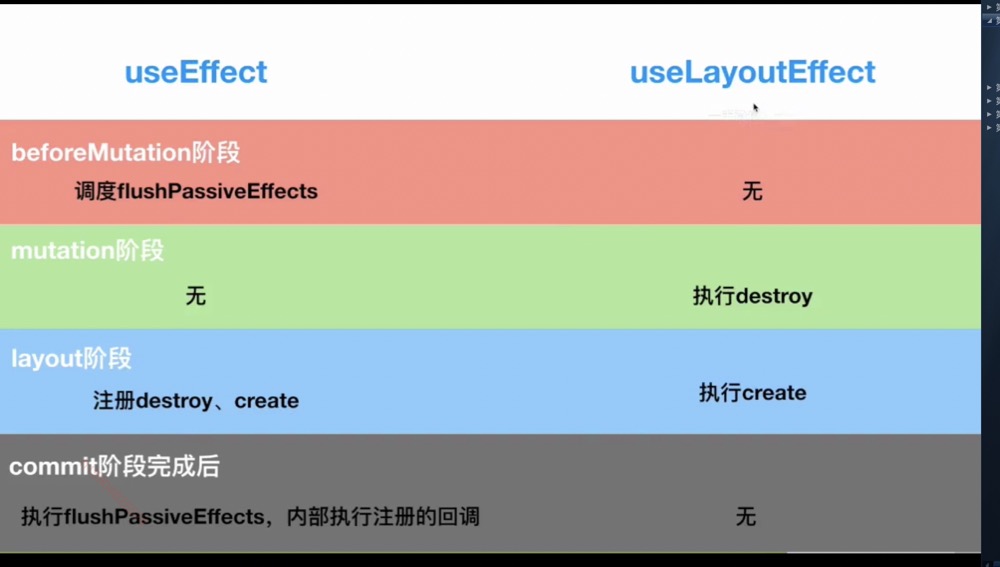 useEffect
useLayoutEffect
beforeMutation阶段
调度flushPassiveEffects
无
mutation阶段
无
执行destroy
layout阶段
注册destroy、create
执行create
commit阶段完成后
执行flushPassiveEffects，内部执行注册的回调
无